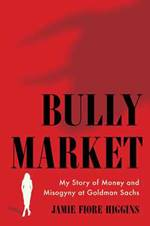 BULLY
MARKET
My Story of Money and
Misogyny at Goldman Sachs
JAMIE FIORE HIGGINS